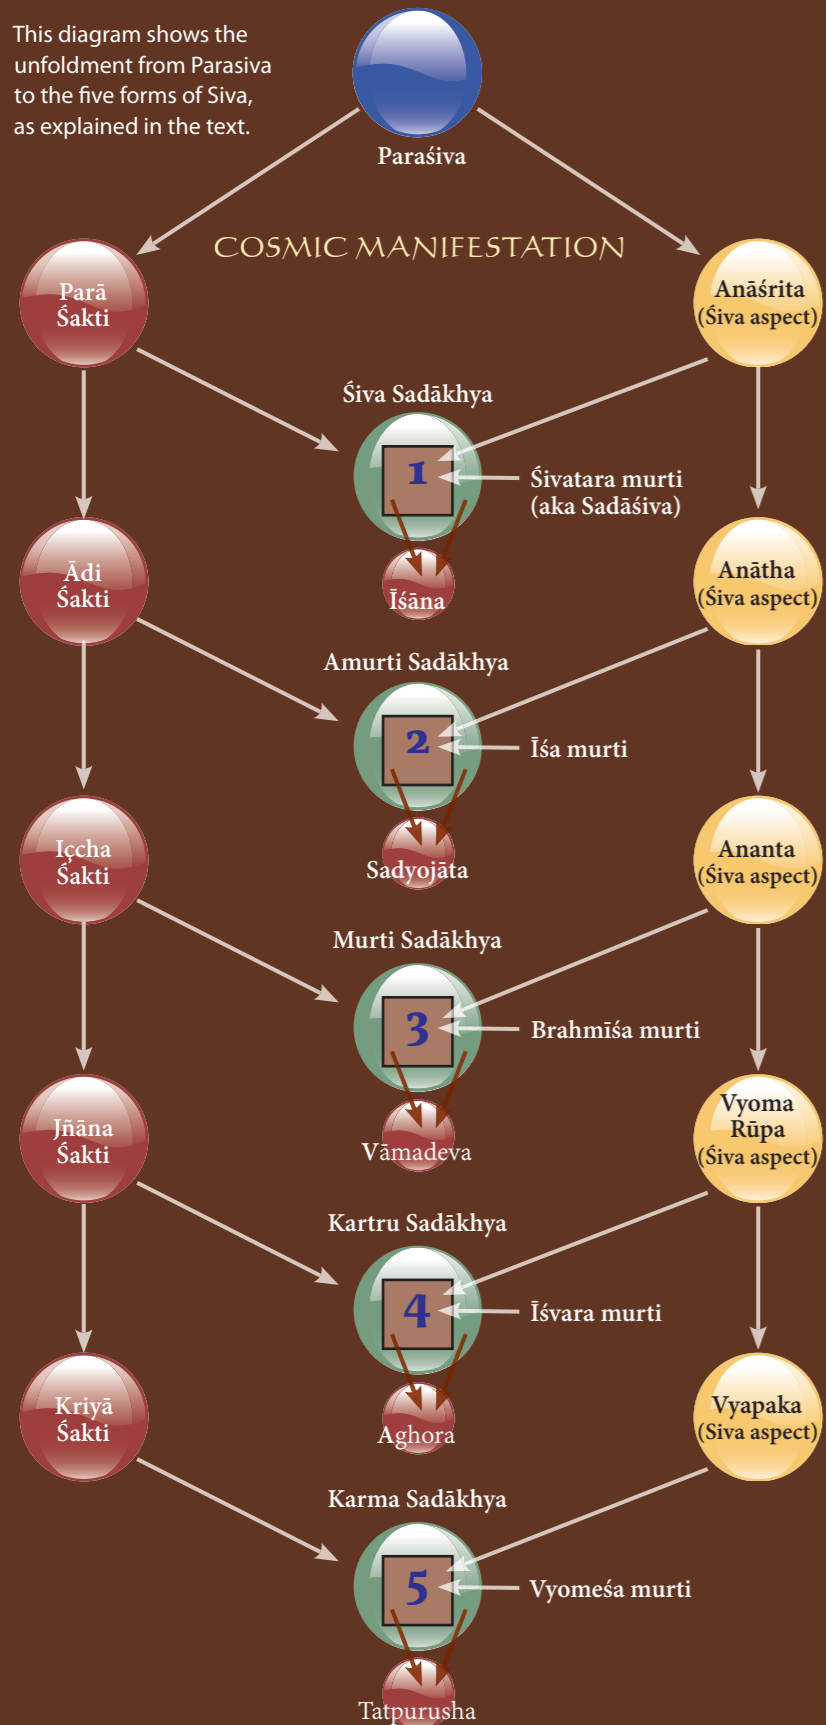 This diagram shows the
unfoldment from Parasiva
to the five forms of Siva,
as explained in the text.
Paraśiva
COSMIC MANIFESTATION
Parā
Śakti
Anāśrita
(Śiva aspect)
Śiva Sadākhya
1
Śivatara murti
(aka Sadāśiva)
Īśāna
Ādi
Śakti
Anātha
(Śiva aspect)
Amurti Sadākhya
2
Īśa murti
Sadyojāta
Iççha
Śakti
Ananta
(Śiva aspect)
Murti Sadākhya
3
Brahmīśa murti
Vāmadeva
Jñāna
Śakti
Vyoma
Rūpa
(Śiva aspect)
Kartru Sadākhya
4
Īśvara murti
Aghora
Kriyā
Śakti
Vyapaka
(Siva aspect)
Karma Sadākhya
5
Vyomeśa murti
Tatpurusha